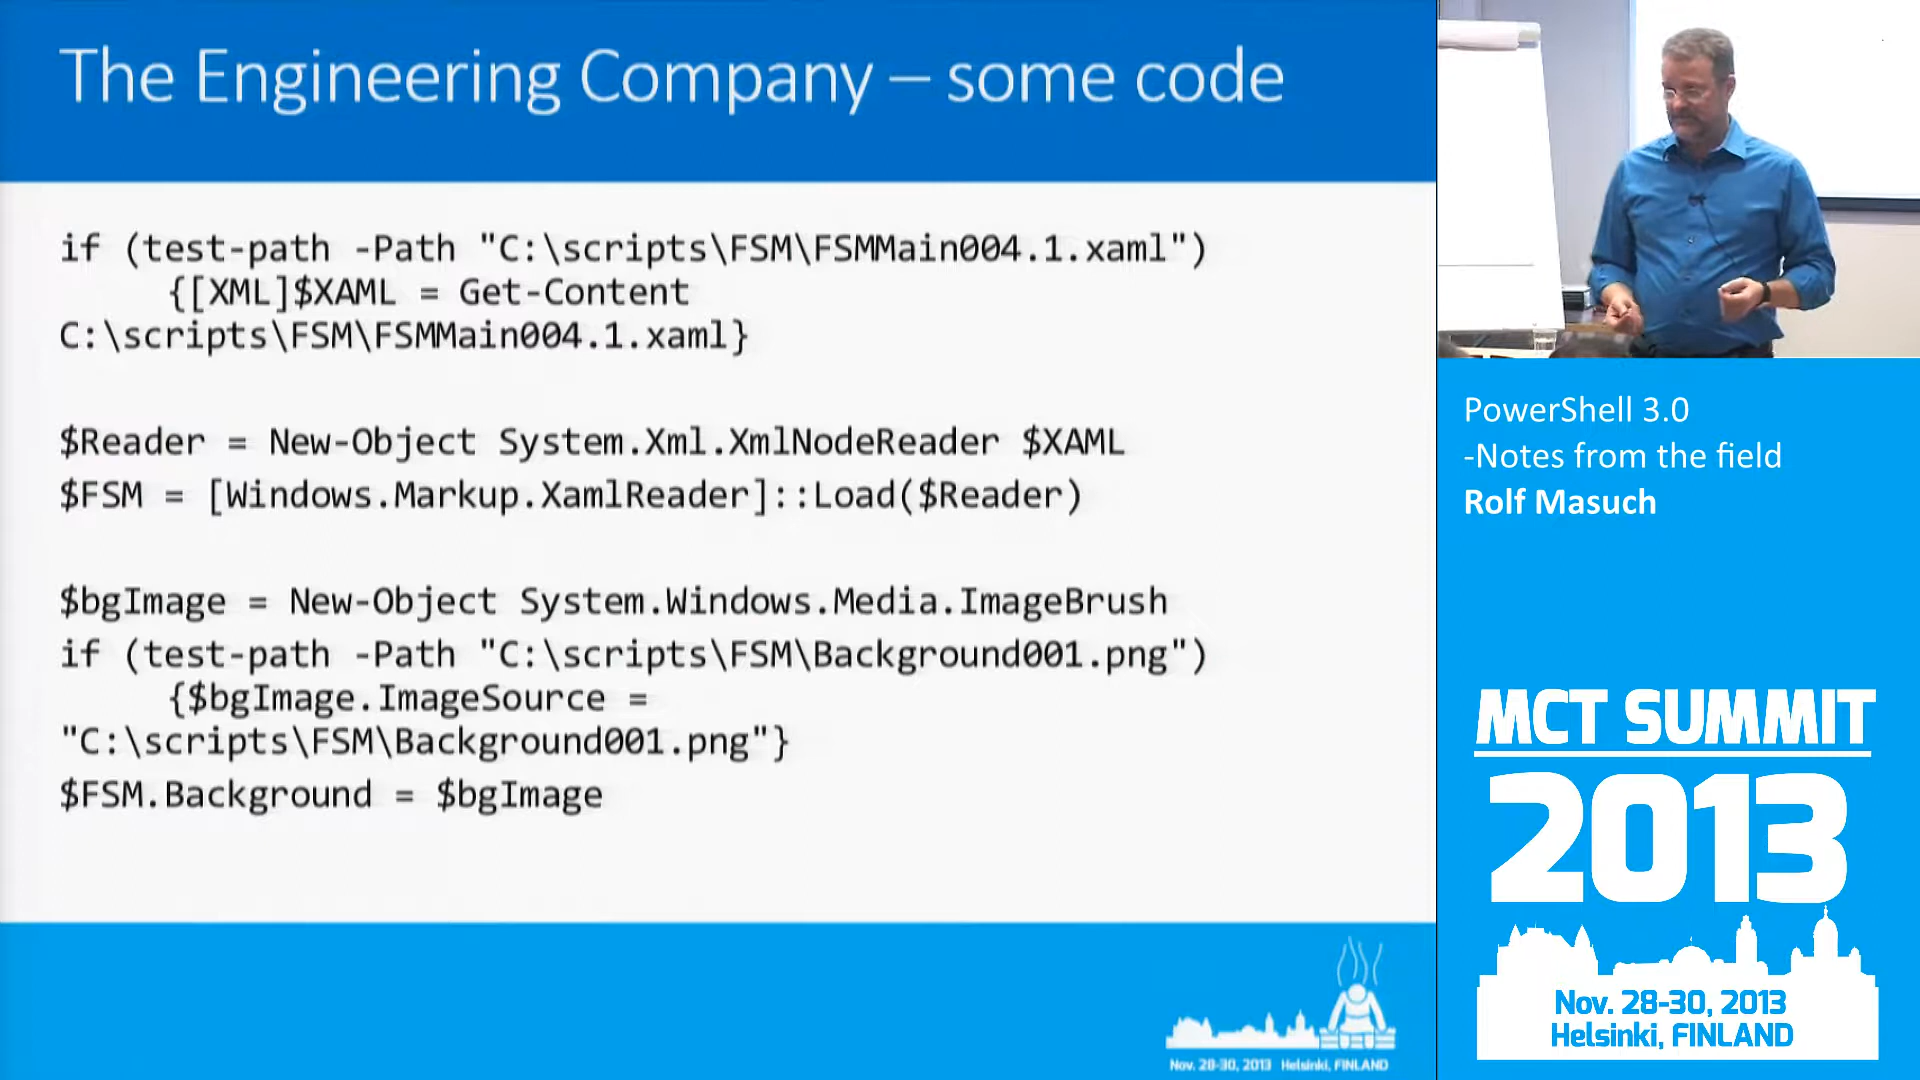 The Engineering Company – some code
if (test-path -Path "C:\scripts\FSM\FSMMain004.1.xaml")
{[XML]$XAML = Get-Content
C:\scripts\FSM\FSMMain004.1.xaml}
$Reader = New-Object System.Xml.XmlNodeReader $XAML
$FSM = [Windows.Markup.XamlReader]::Load($Reader)
$bgImage = New-Object System.Windows.Media.ImageBrush
if (test-path -Path "C:\scripts\FSM\Background001.png")
{$bgImage.ImageSource =
"C:\scripts\FSM\Background001.png"}
$FSM.Background = $bgImage
Nov. 28-30, 2013 Helsinki, FINLAND
PowerShell 3.0
-Notes from the field
Rolf Masuch
MCT SUMMIT
2013
Nov. 28-30, 2013
Helsinki, FINLAND